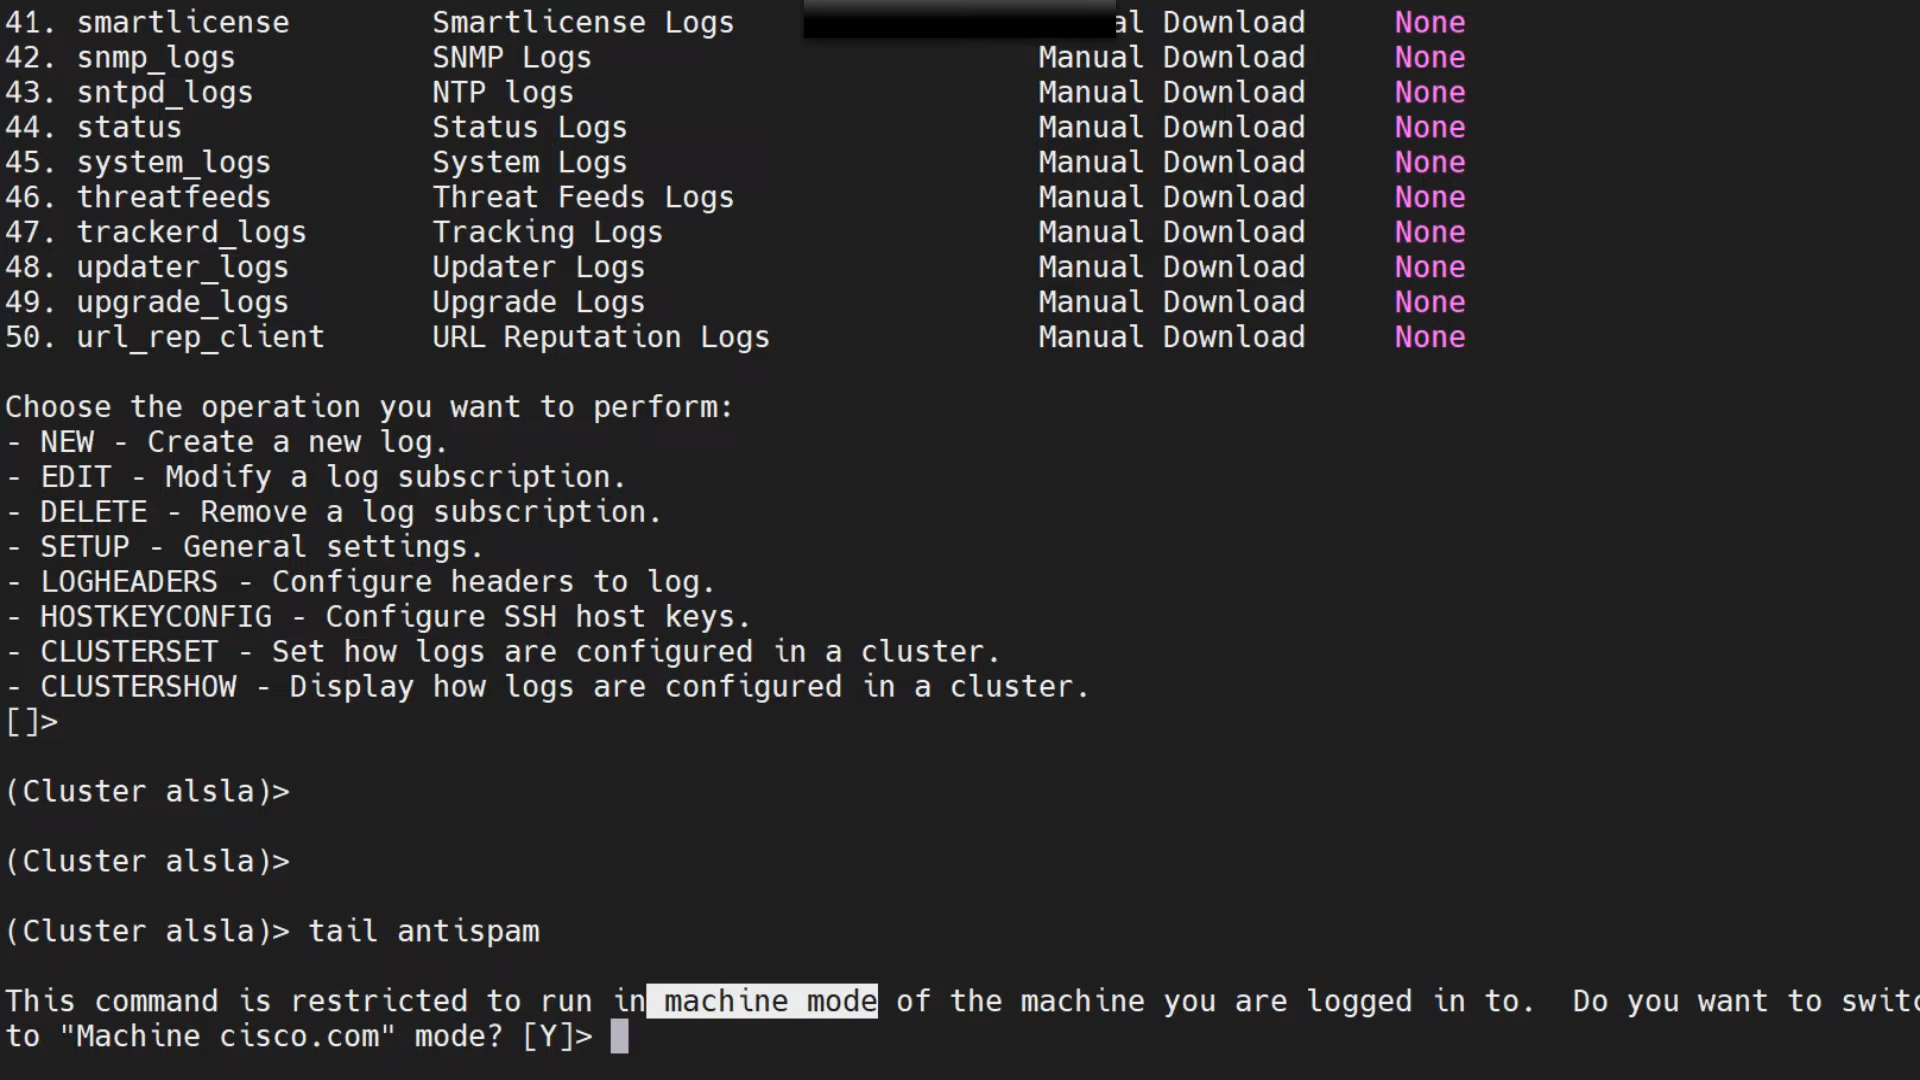 41. smartlicense Smartlicense Logs al Download None
42. snmp_logs SNMP Logs Manual Download None
43. sntpd_logs NTP logs Manual Download None
44. status Status Logs Manual Download None
45. system_logs System Logs Manual Download None
46. threatfeeds Threat Feeds Logs Manual Download None
47. trackerd_logs Tracking Logs Manual Download None
48. updater_logs Updater Logs Manual Download None
49. upgrade_logs Upgrade Logs Manual Download None
50. url_rep_client URL Reputation Logs Manual Download None
Choose the operation you want to perform:
- NEW - Create a new log.
- EDIT - Modify a log subscription.
- DELETE - Remove a log subscription.
- SETUP - General settings.
- LOGHEADERS - Configure headers to log.
- HOSTKEYCONFIG - Configure SSH host keys.
- CLUSTERSET - Set how logs are configured in a cluster.
- CLUSTERSHOW - Display how logs are configured in a cluster.
[]>
(Cluster alsla)>
(Cluster alsla)>
(Cluster alsla)> tail antispam
This command is restricted to run in machine mode of the machine you are logged in to. Do you want to switc
to "Machine cisco.com" mode? [Y]>